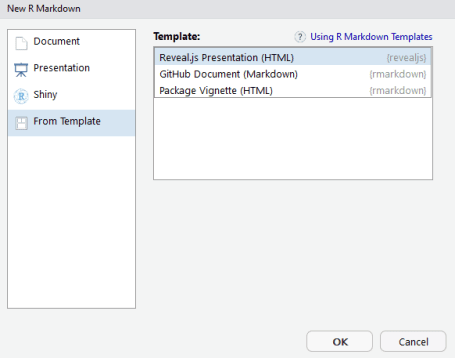 New R Markdown
Document
Presentation
Shiny
From Template
Template:
? Using R Markdown Templates
Reveal.js Presentation (HTML) {revealjs}
GitHub Document (Markdown) {rmarkdown}
Package Vignette (HTML) {rmarkdown}
OK
Cancel